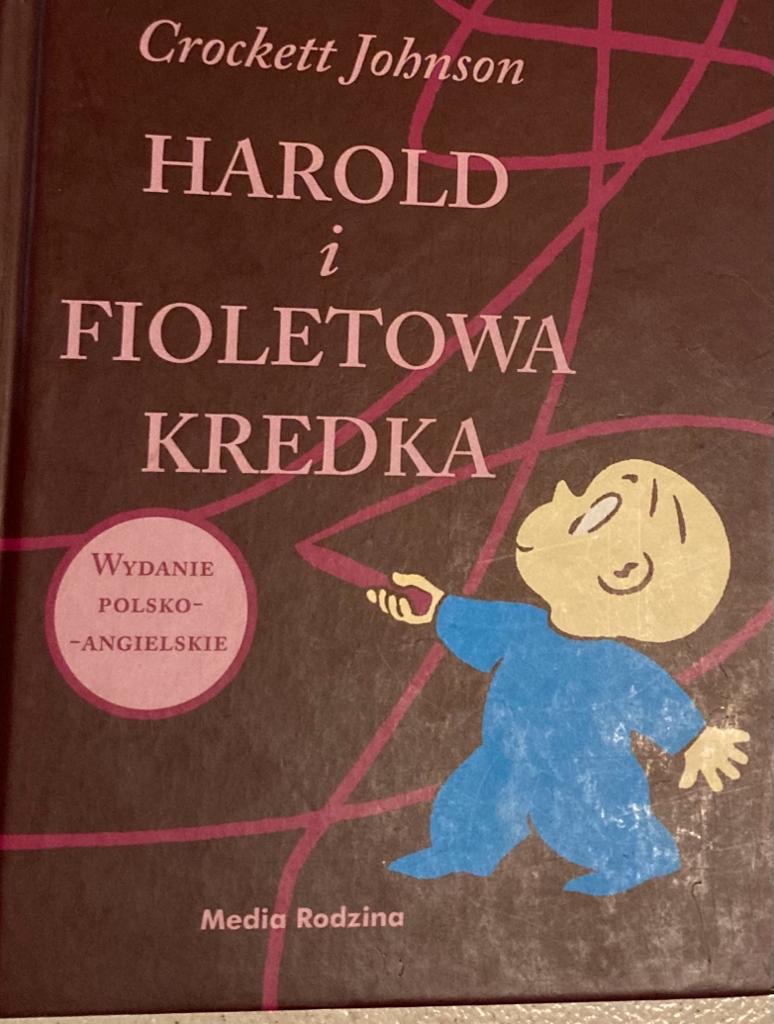 Crockett Johnson
HAROLD
i
FIOLETOWA
KREDKA
WYDANIE
POLSKO-
-ANGIELSKIE
Media Rodzina